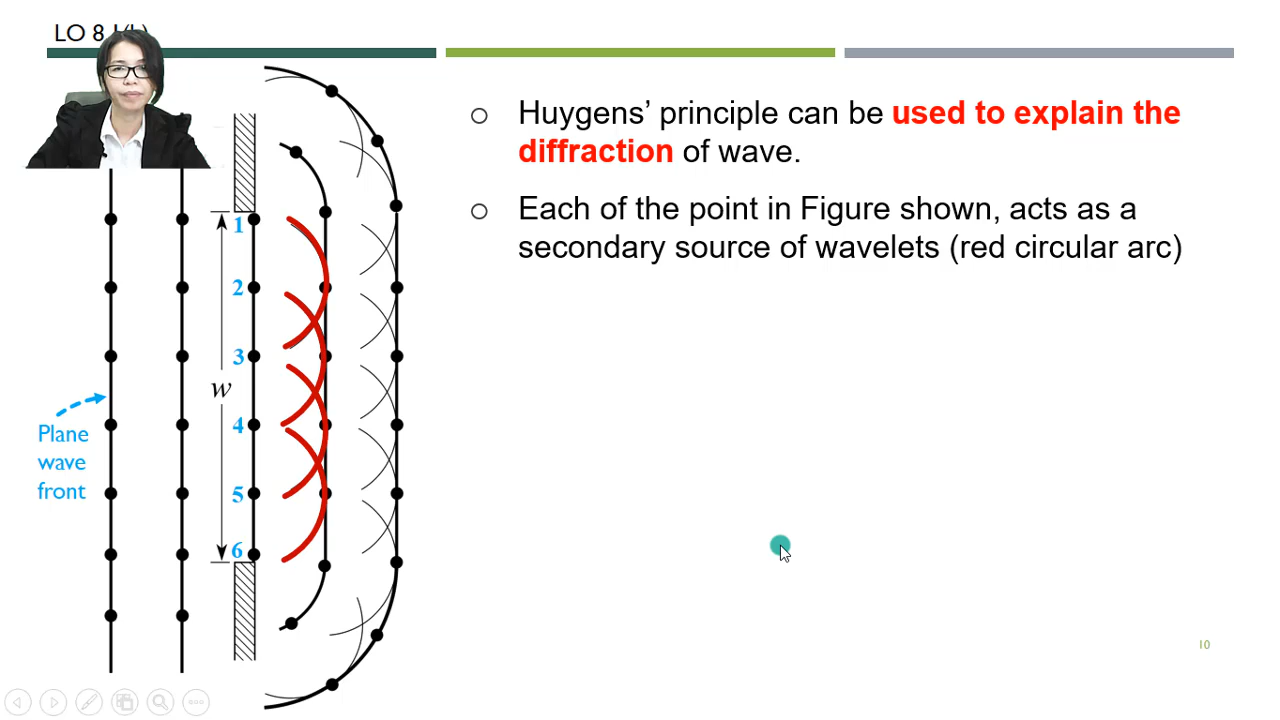 LO 8.1(b)
Huygens’ principle can be used to explain the
diffraction of wave.
Each of the point in Figure shown, acts as a
secondary source of wavelets (red circular arc)
1
2
3
w
4
5
6
Plane
wave
front
10